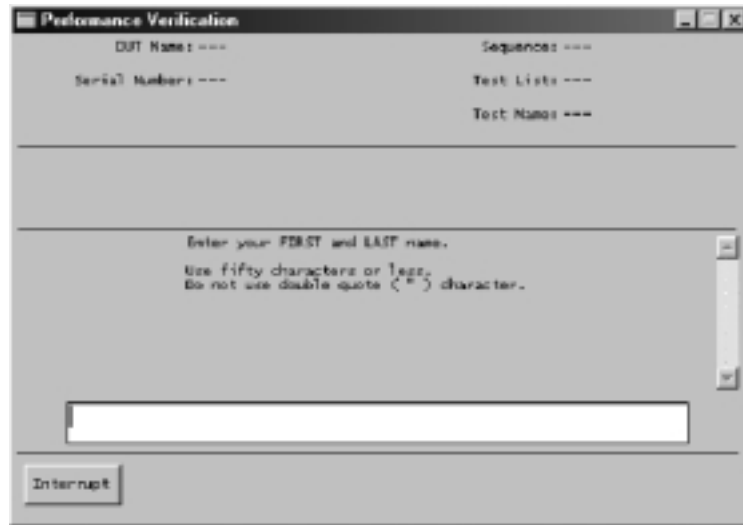 Performance Verification
DUT Name: ---
Sequence: ---
Serial Number: ---
Test List: ---
Test Name: ---
Enter your FIRST and LAST name.
Use fifty characters or less.
Do not use double quote ( " ) character.
Interrupt